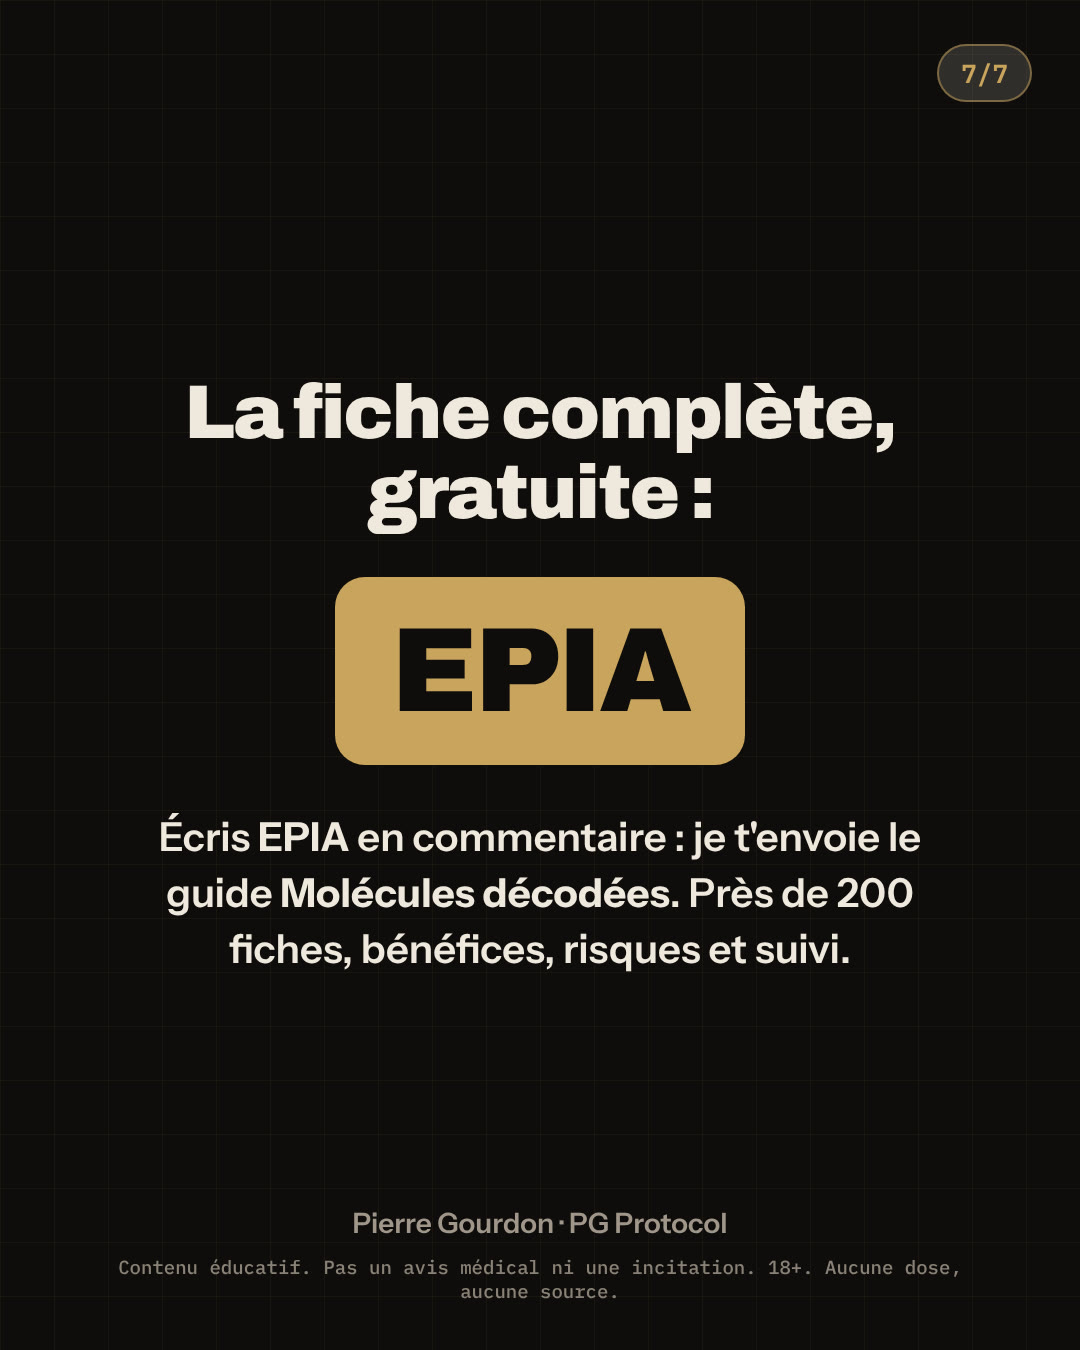 7/7
La fiche complète,
gratuite :
EPIA
Écris EPIA en commentaire : je t'envoie le
guide Molécules décodées. Près de 200
fiches, bénéfices, risques et suivi.
Pierre Gourdon · PG Protocol
Contenu éducatif. Pas un avis médical ni une incitation. 18+. Aucune dose,
aucune source.